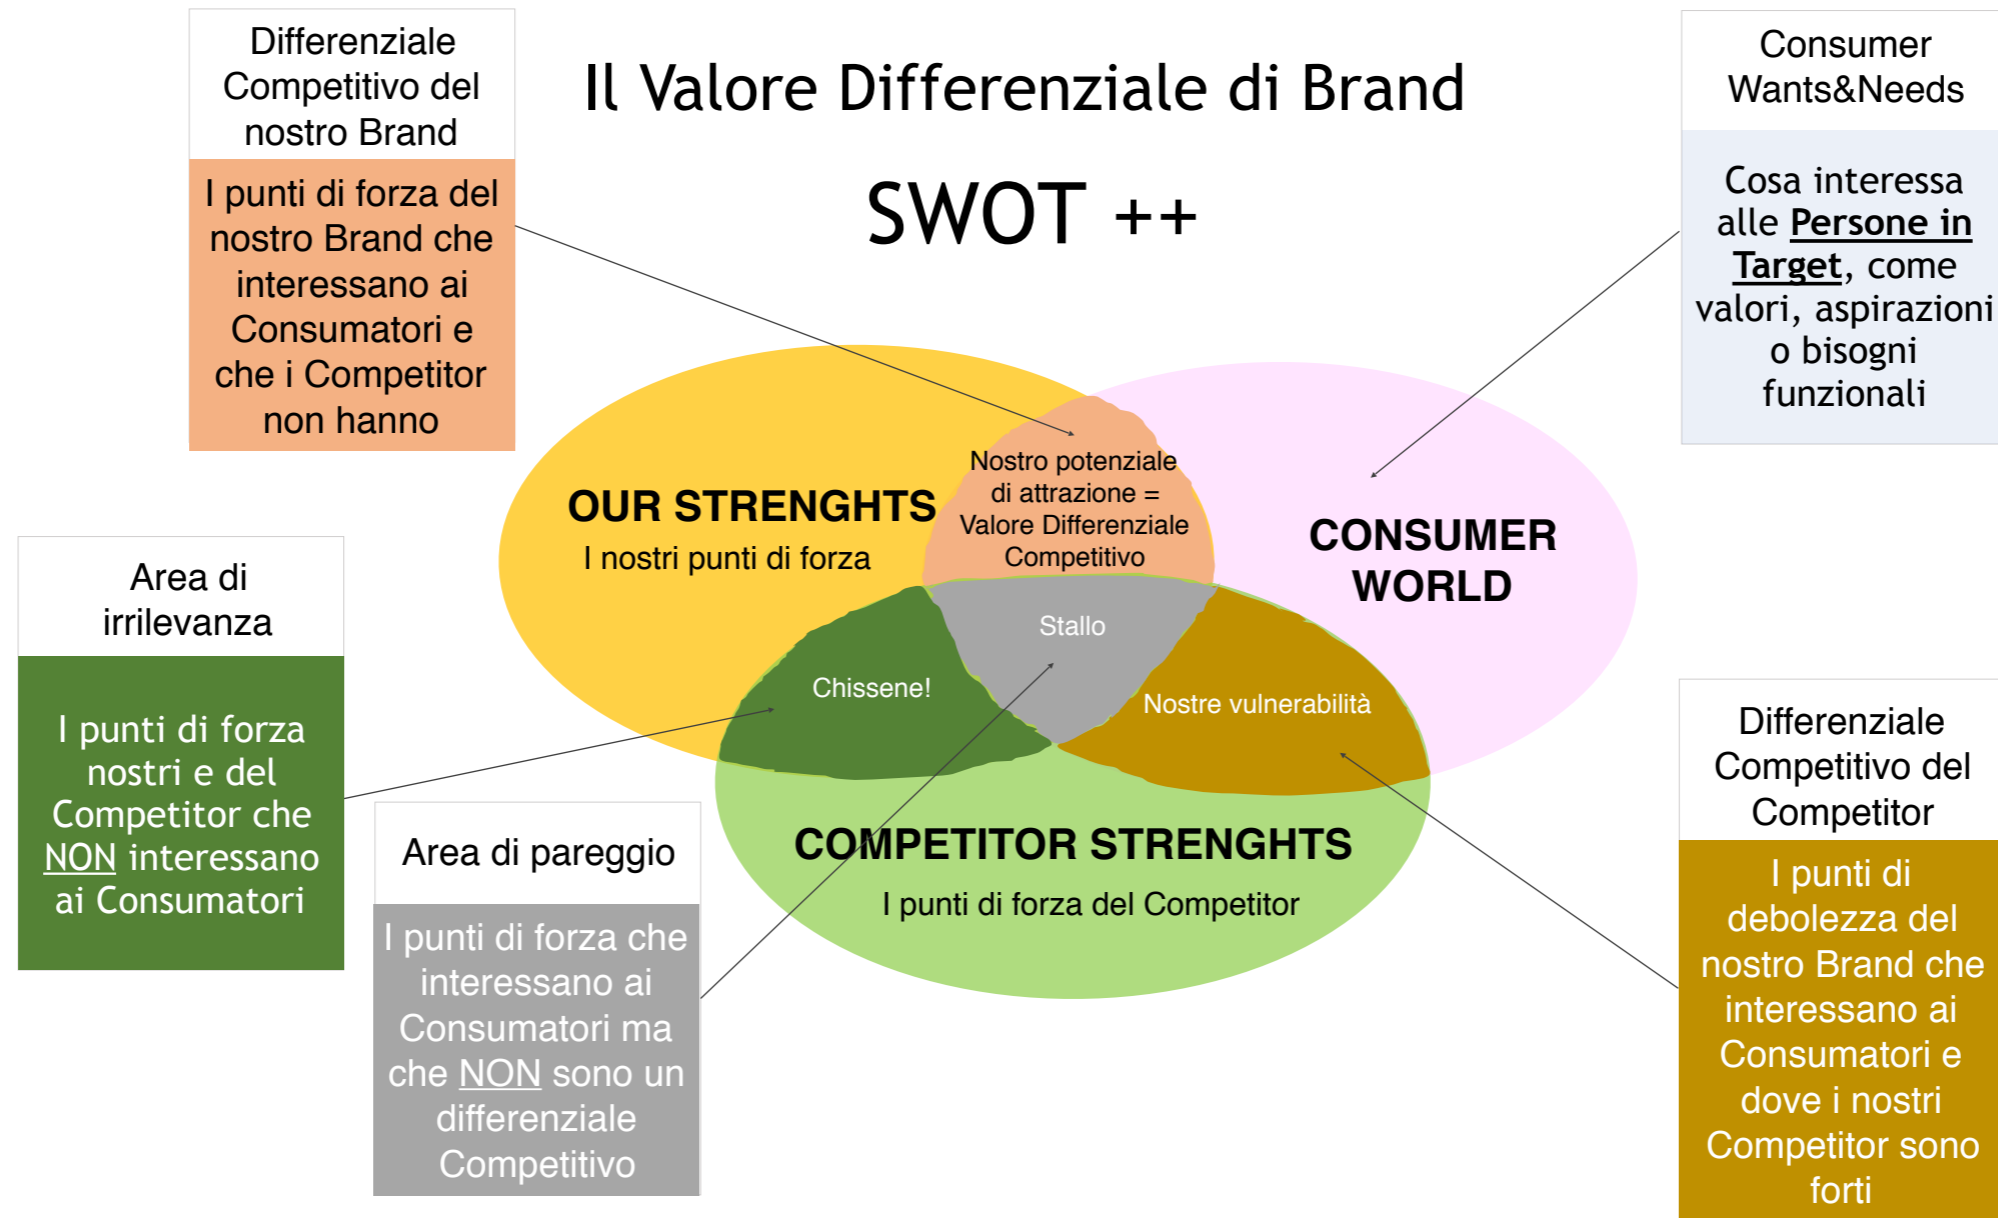 Il Valore Differenziale di Brand
SWOT ++
Differenziale
Competitivo del
nostro Brand
I punti di forza del
nostro Brand che
interessano ai
Consumatori e
che i Competitor
non hanno
Consumer
Wants&Needs
Cosa interessa
alle Persone in
Target, come
valori, aspirazioni
o bisogni
funzionali
Nostro potenziale
di attrazione =
Valore Differenziale
Competitivo
OUR STRENGHTS
I nostri punti di forza
CONSUMER
WORLD
Stallo
Chissene!
Nostre vulnerabilità
COMPETITOR STRENGHTS
I punti di forza del Competitor
Area di
irrilevanza
I punti di forza
nostri e del
Competitor che
NON interessano
ai Consumatori
Area di pareggio
I punti di forza che
interessano ai
Consumatori ma
che NON sono un
differenziale
Competitivo
Differenziale
Competitivo del
Competitor
I punti di
debolezza del
nostro Brand che
interessano ai
Consumatori e
dove i nostri
Competitor sono
forti